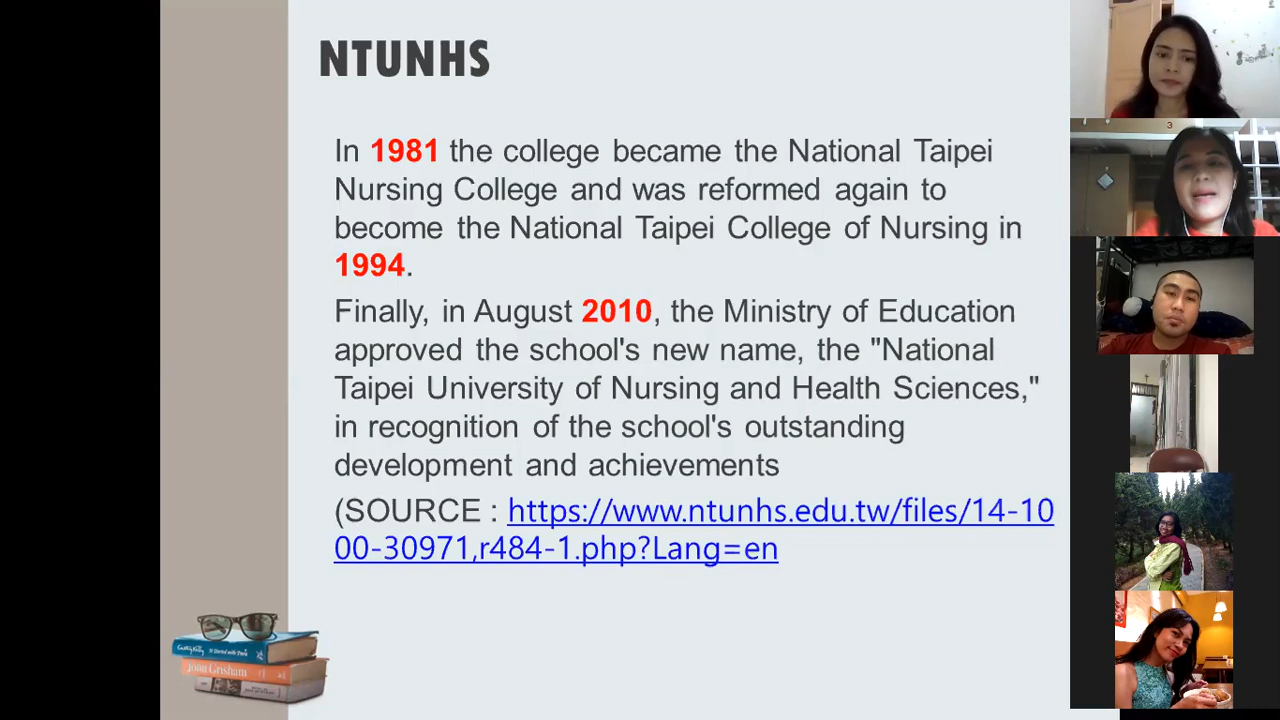 NTUNHS
In 1981 the college became the National Taipei
Nursing College and was reformed again to
become the National Taipei College of Nursing in
1994.
Finally, in August 2010, the Ministry of Education
approved the school's new name, the "National
Taipei University of Nursing and Health Sciences,"
in recognition of the school's outstanding
development and achievements
(SOURCE : https://www.ntunhs.edu.tw/files/14-10
00-30971,r484-1.php?Lang=en
John Grisham
3